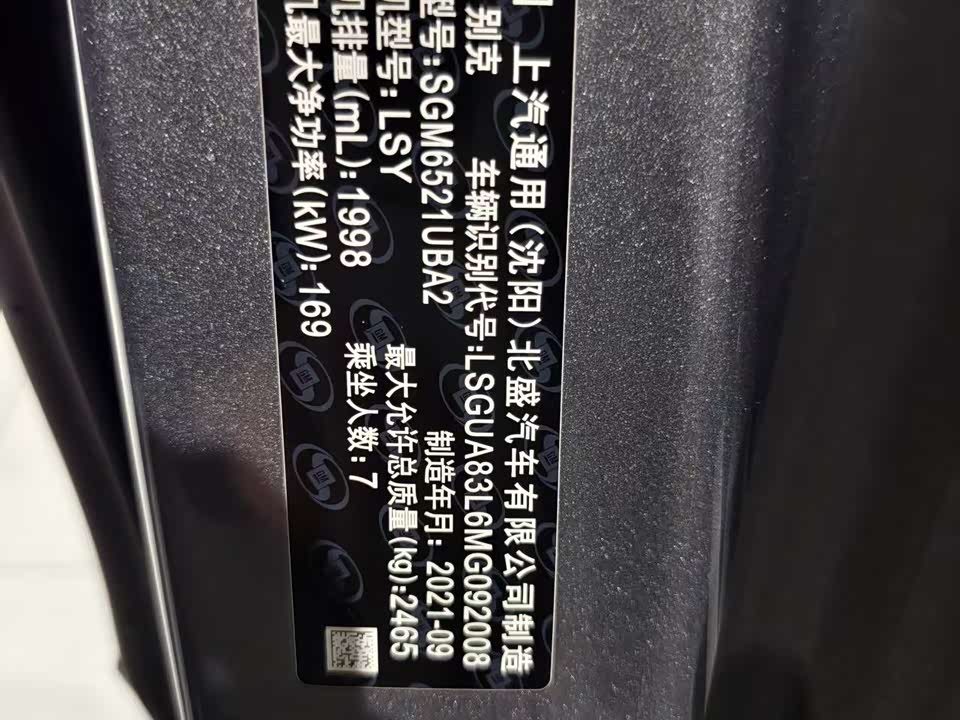 上汽通用(沈阳)北盛汽车有限公司制造
别克 车辆识别代号:LSGUA83L6MG092008
型号:SGM6521UBA2 制造年月:2021-09
机型号:LSY 最大允许总质量(kg):2465
机排量(mL):1998 乘坐人数:7
机最大净功率(kW):169